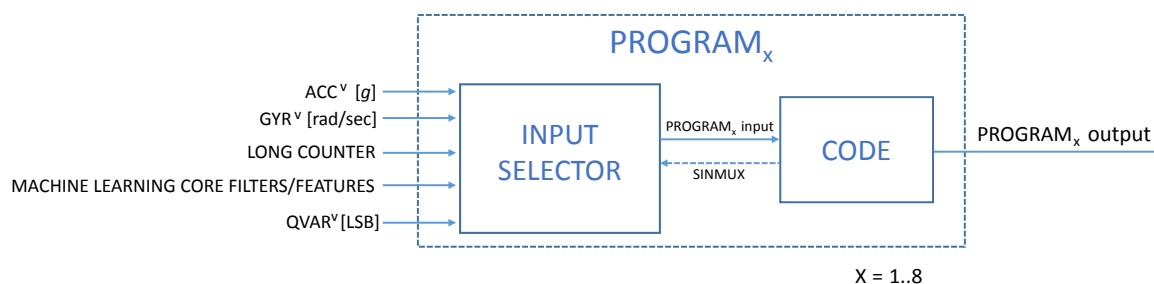 PROGRAMx
ACC v [g]
GYR v [rad/sec]
LONG COUNTER
MACHINE LEARNING CORE FILTERS/FEATURES
QVAR v [LSB]
INPUT
SELECTOR
PROGRAMx input
SINMUX
CODE
PROGRAMx output
X = 1..8